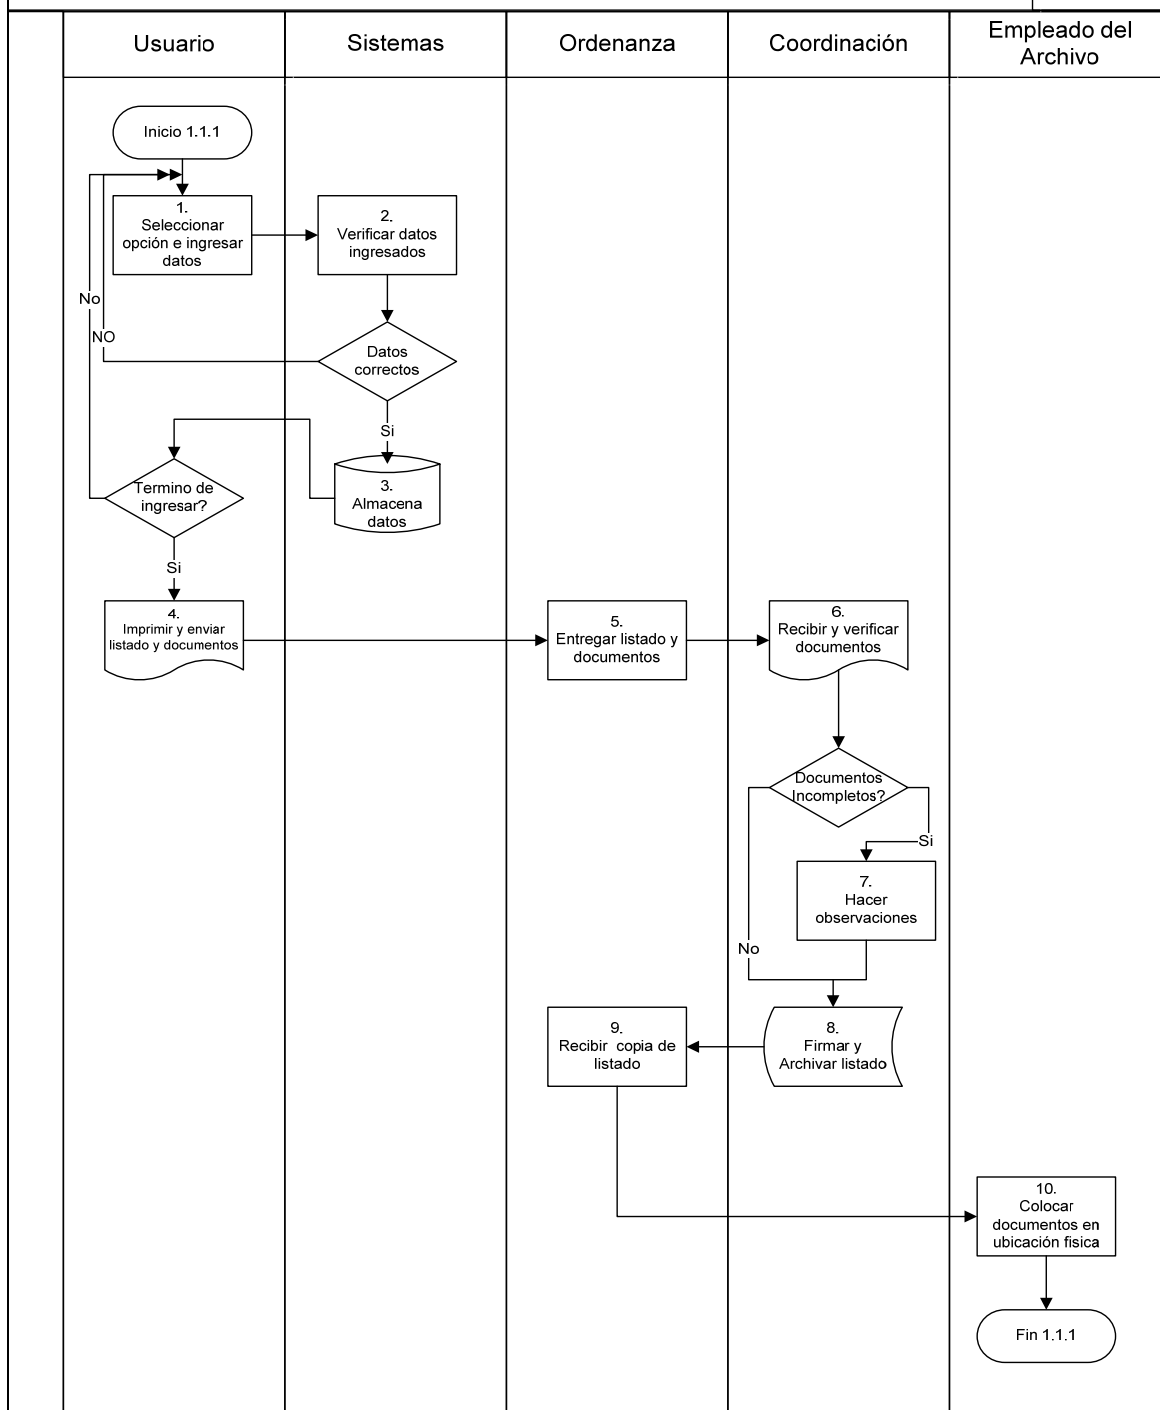 Usuario
Sistemas
Ordenanza
Coordinación
Empleado del
Archivo
Inicio 1.1.1
1.
Seleccionar
opción e ingresar
datos
2.
Verificar datos
ingresados
No
NO
Datos
correctos
Si
Termino de
ingresar?
3.
Almacena
datos
Si
4.
Imprimir y enviar
listado y documentos
5.
Entregar listado y
documentos
6.
Recibir y verificar
documentos
Documentos
Incompletos?
Si
7.
Hacer
observaciones
No
9.
Recibir copia de
listado
8.
Firmar y
Archivar listado
10.
Colocar
documentos en
ubicación fisica
Fin 1.1.1